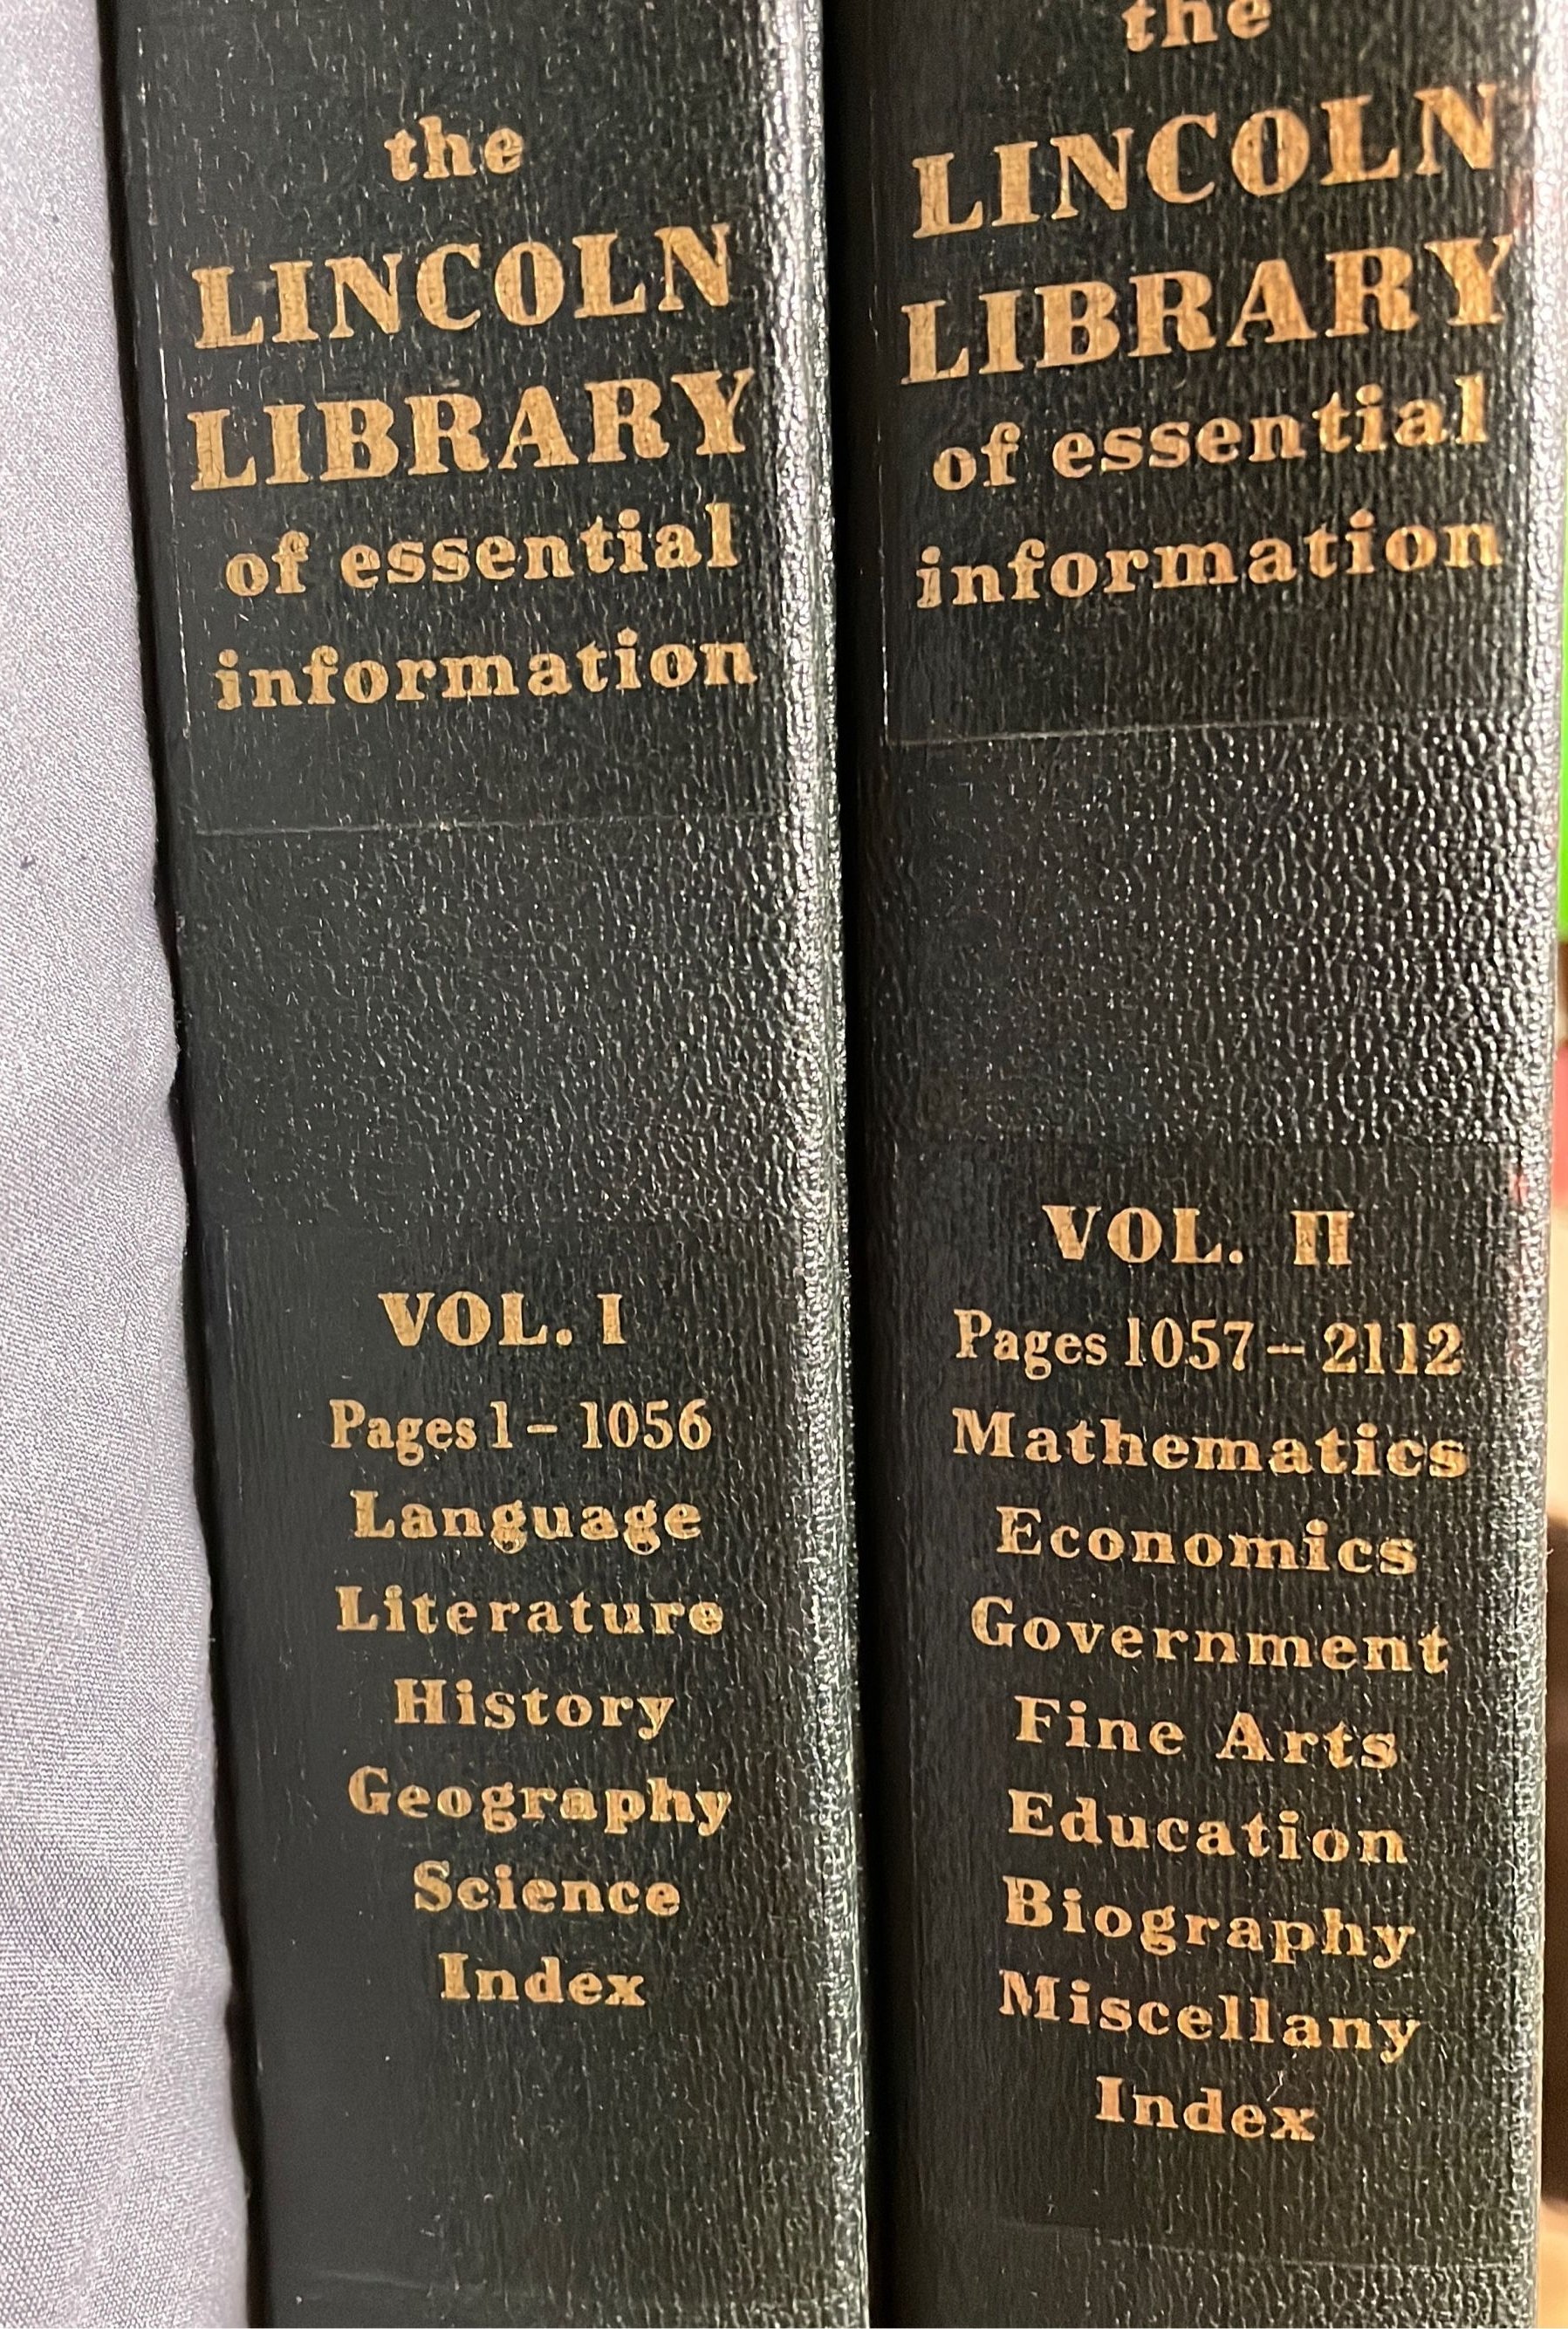 the
LINCOLN
LIBRARY
of essential
information
VOL. I
Pages 1 – 1056
Language
Literature
History
Geography
Science
Index
the
LINCOLN
LIBRARY
of essential
information
VOL. II
Pages 1057 – 2112
Mathematics
Economics
Government
Fine Arts
Education
Biography
Miscellany
Index